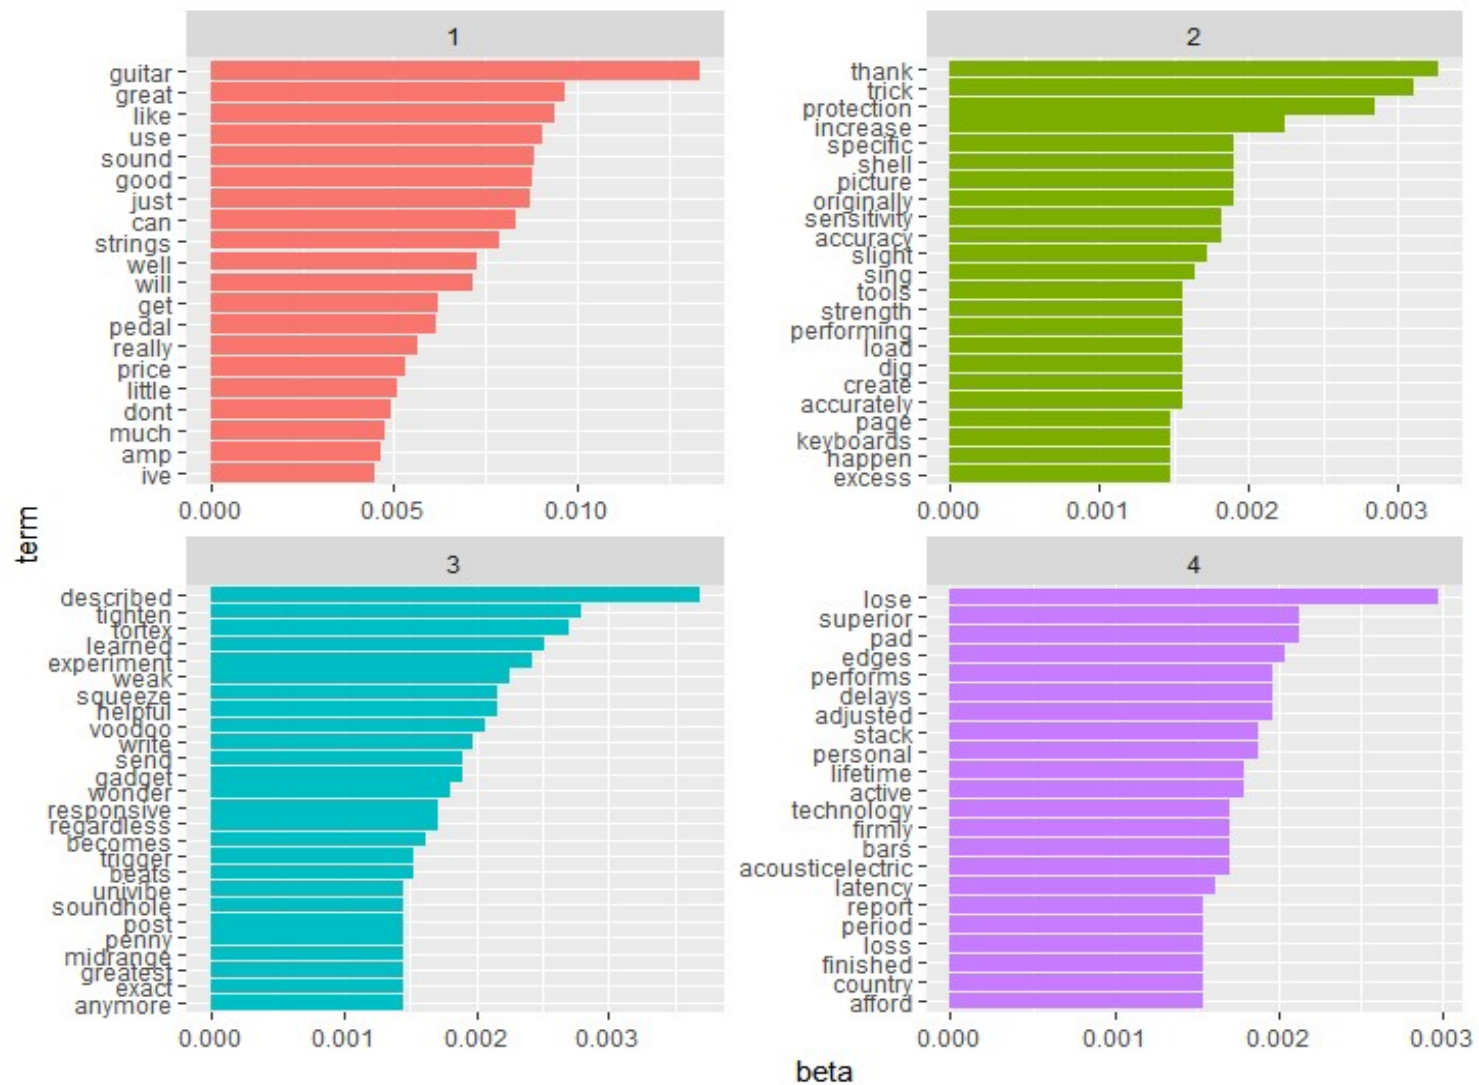 1
guitar
great
like
use
sound
good
just
can
strings
well
will
get
pedal
really
price
little
dont
much
amp
ive
0.000 0.005 0.010
2
thank
trick
protection
increase
specific
shell
picture
originally
sensitivity
accuracy
slight
sing
tools
strength
performing
load
dig
create
accurately
page
keyboards
happen
excess
0.000 0.001 0.002 0.003
term
3
described
tighten
tortex
learned
experiment
weak
squeeze
helpful
voodoo
write
send
gadget
wonder
responsive
regardless
becomes
trigger
beats
univibe
soundhole
post
penny
midrange
greatest
exact
anymore
0.000 0.001 0.002 0.003
4
lose
superior
pad
edges
performs
delays
adjusted
stack
personal
lifetime
active
technology
firmly
bars
acousticelectric
latency
report
period
loss
finished
country
afford
0.000 0.001 0.002 0.003
beta